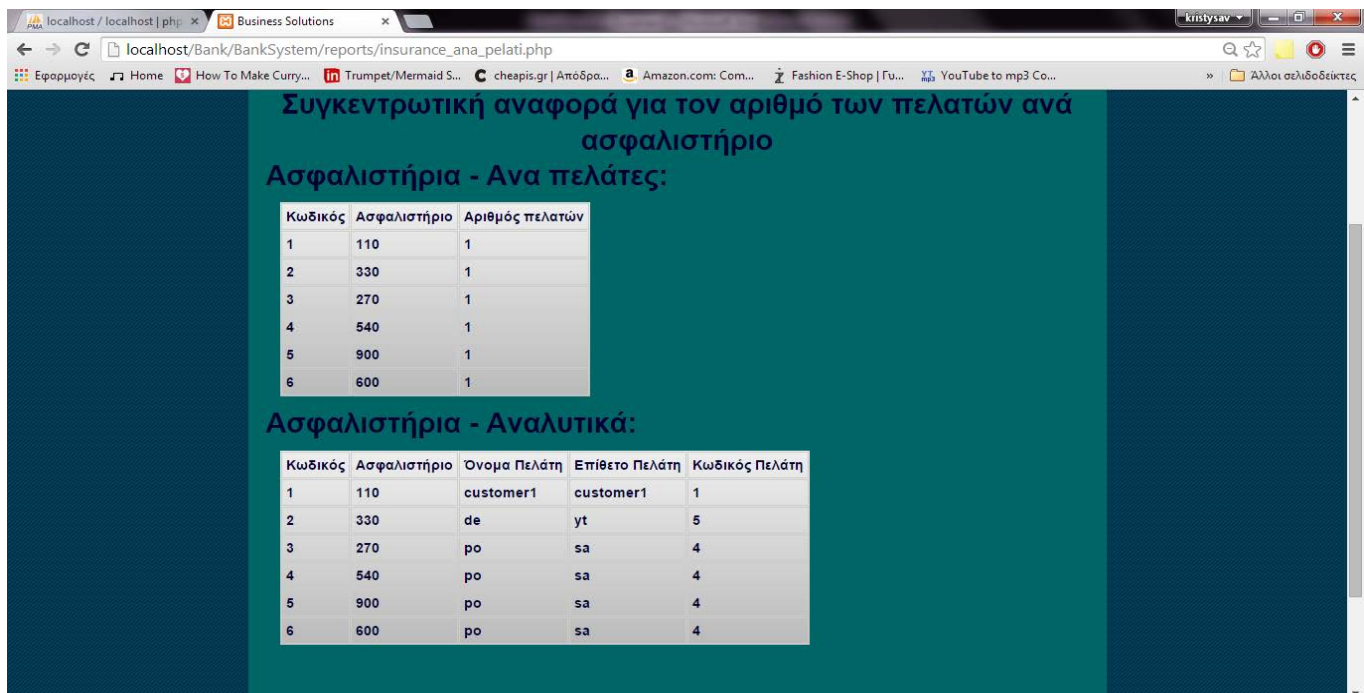 localhost / localhost | php
Business Solutions
kristysav
localhost/Bank/BankSystem/reports/insurance_ana_pelati.php
Εφαρμογές Home How To Make Curry... Trumpet/Mermaid S... cheapis.gr | Απόδρα... Amazon.com: Com... Fashion E-Shop | Γυ... YouTube to mp3 Co... » Άλλοι σελιδοδείκτες
Συγκεντρωτική αναφορά για τον αριθμό των πελατών ανά
ασφαλιστήριο
Ασφαλιστήρια - Ανα πελάτες:
Κωδικός Ασφαλιστήριο Αριθμός πελατών
1 110 1
2 330 1
3 270 1
4 540 1
5 900 1
6 600 1
Ασφαλιστήρια - Αναλυτικά:
Κωδικός Ασφαλιστήριο Όνομα Πελάτη Επίθετο Πελάτη Κωδικός Πελάτη
1 110 customer1 customer1 1
2 330 de yt 5
3 270 po sa 4
4 540 po sa 4
5 900 po sa 4
6 600 po sa 4